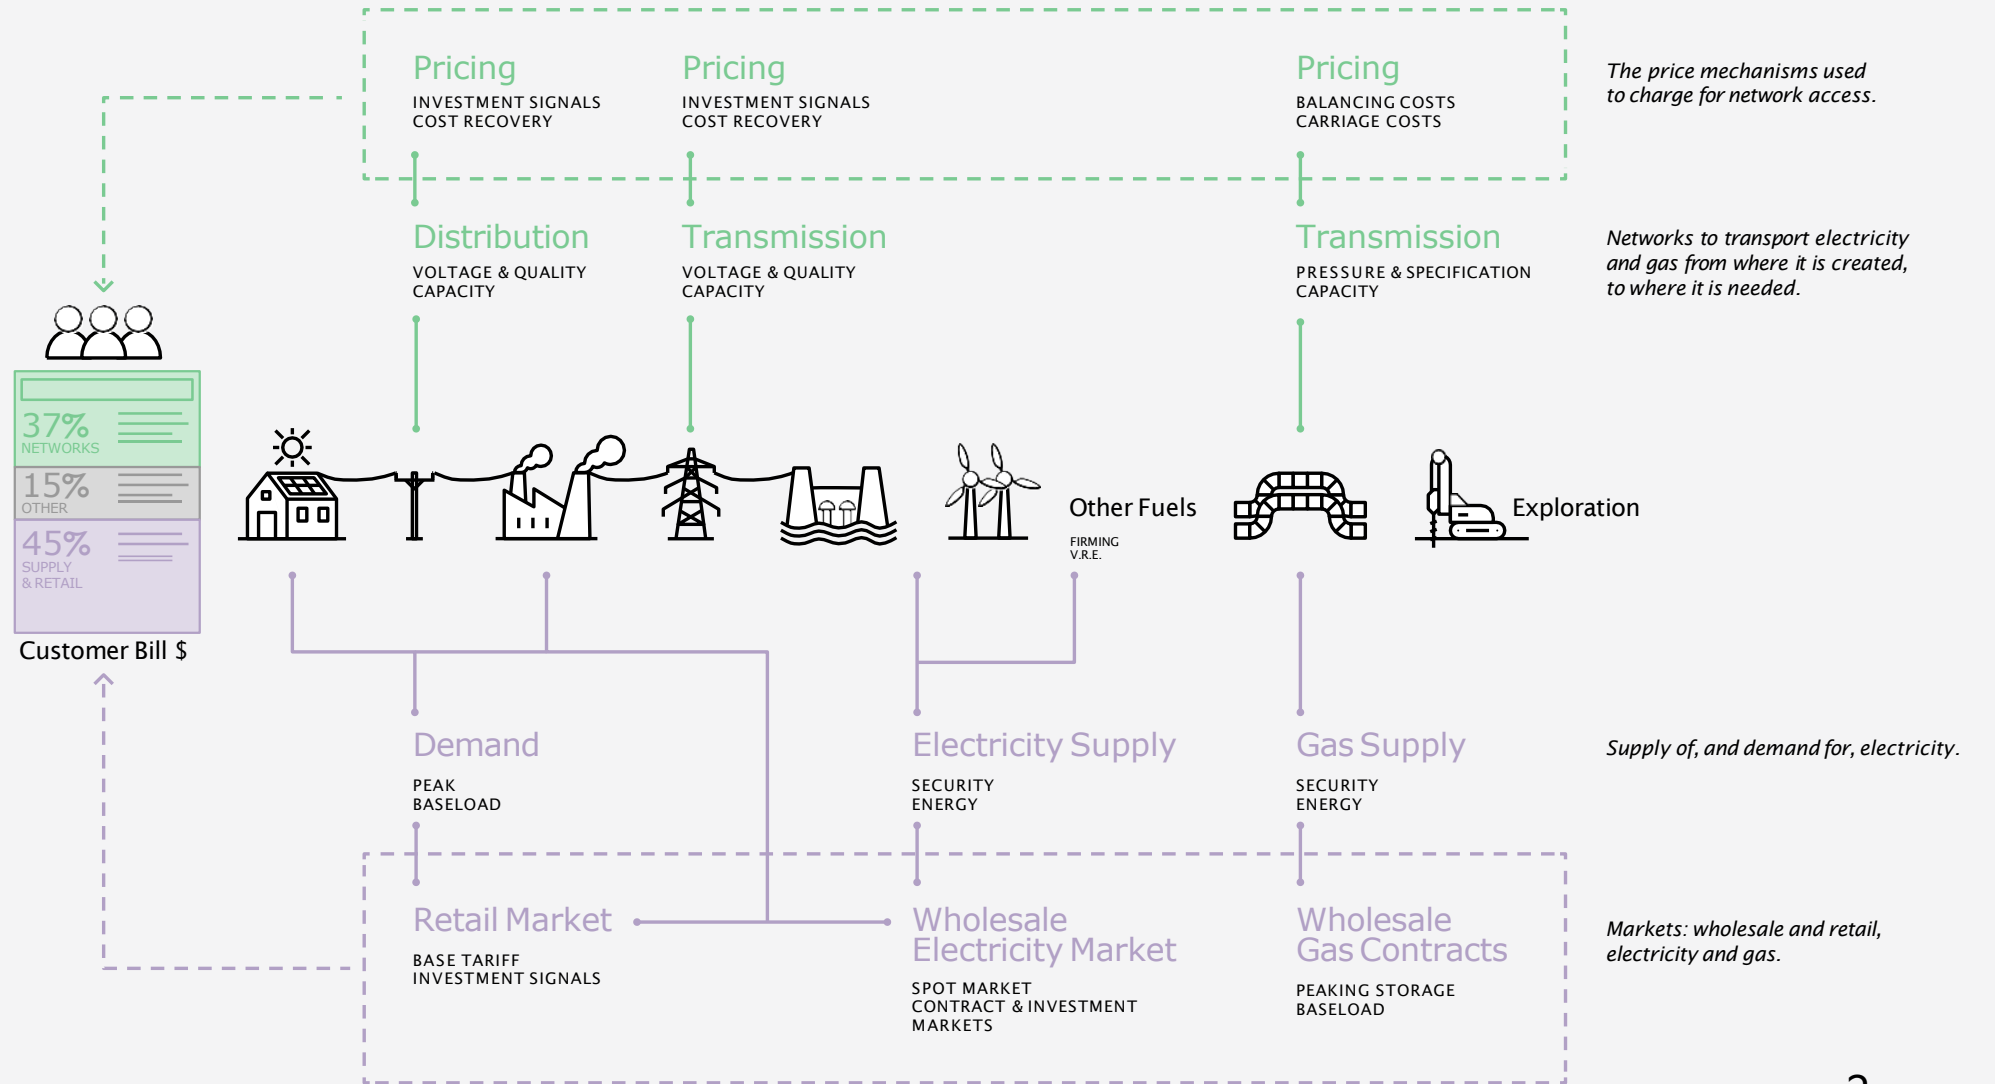 Pricing
INVESTMENT SIGNALS
COST RECOVERY
Pricing
INVESTMENT SIGNALS
COST RECOVERY
Pricing
BALANCING COSTS
CARRIAGE COSTS
The price mechanisms used
to charge for network access.
Distribution
VOLTAGE & QUALITY
CAPACITY
Transmission
VOLTAGE & QUALITY
CAPACITY
Transmission
PRESSURE & SPECIFICATION
CAPACITY
Networks to transport electricity
and gas from where it is created,
to where it is needed.
37%
NETWORKS
15%
OTHER
45%
SUPPLY
& RETAIL
Customer Bill $
Other Fuels
FIRMING
V.R.E.
Exploration
Demand
PEAK
BASELOAD
Electricity Supply
SECURITY
ENERGY
Gas Supply
SECURITY
ENERGY
Supply of, and demand for, electricity.
Retail Market
BASE TARIFF
INVESTMENT SIGNALS
Wholesale
Electricity Market
SPOT MARKET
CONTRACT & INVESTMENT
MARKETS
Wholesale
Gas Contracts
PEAKING STORAGE
BASELOAD
Markets: wholesale and retail,
electricity and gas.